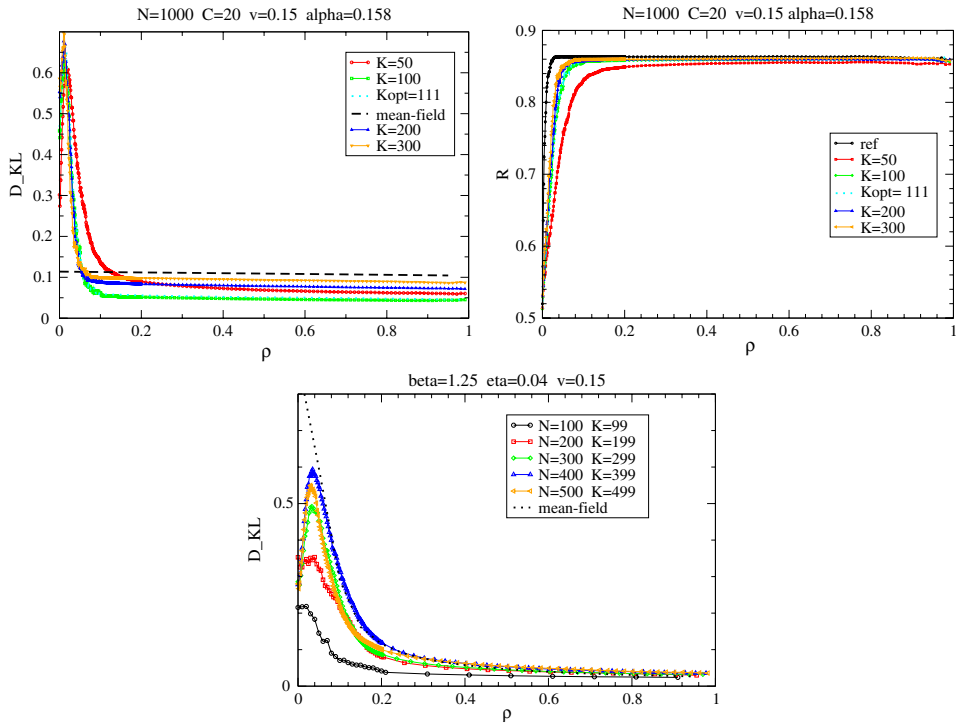 N=1000 C=20 v=0.15 alpha=0.158
D_KL
0.6
0.5
0.4
0.3
0.2
0.1
0
0
0.2
0.4
0.6
0.8
1
ρ
K=50
K=100
Kopt=111
mean-field
K=200
K=300
N=1000 C=20 v=0.15 alpha=0.158
R
0.9
0.8
0.7
0.6
0.5
0
0.2
0.4
0.6
0.8
1
ρ
ref
K=50
K=100
Kopt= 111
K=200
K=300
beta=1.25 eta=0.04 v=0.15
D_KL
0.5
0
0
0.2
0.4
0.6
0.8
1
ρ
N=100 K=99
N=200 K=199
N=300 K=299
N=400 K=399
N=500 K=499
mean-field